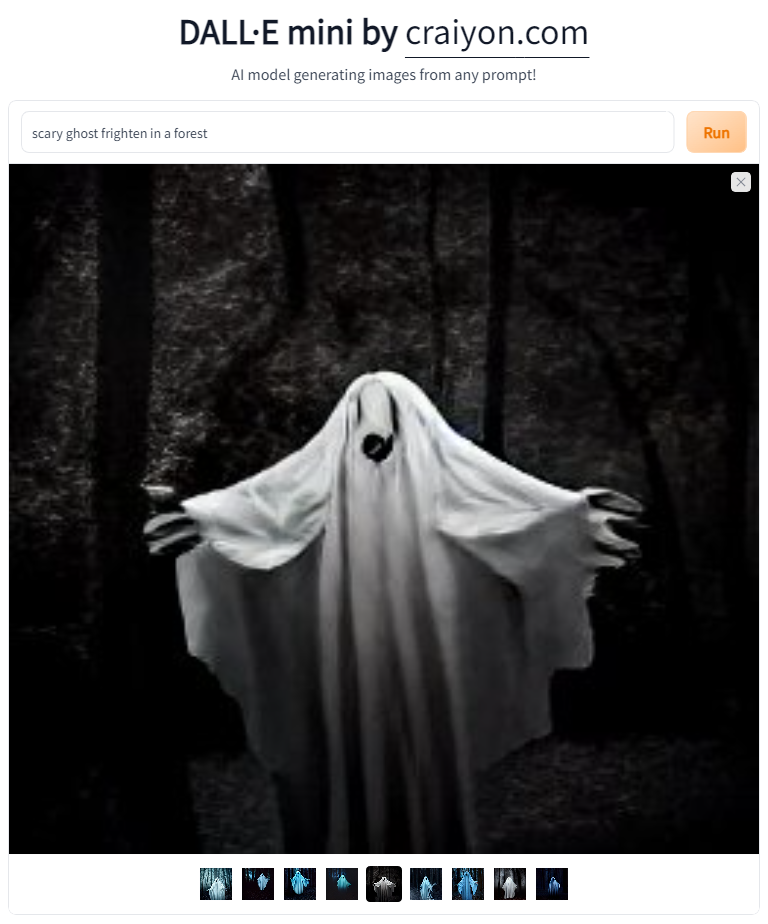 DALL·E mini by craiyon.com
AI model generating images from any prompt!
scary ghost frighten in a forest
Run